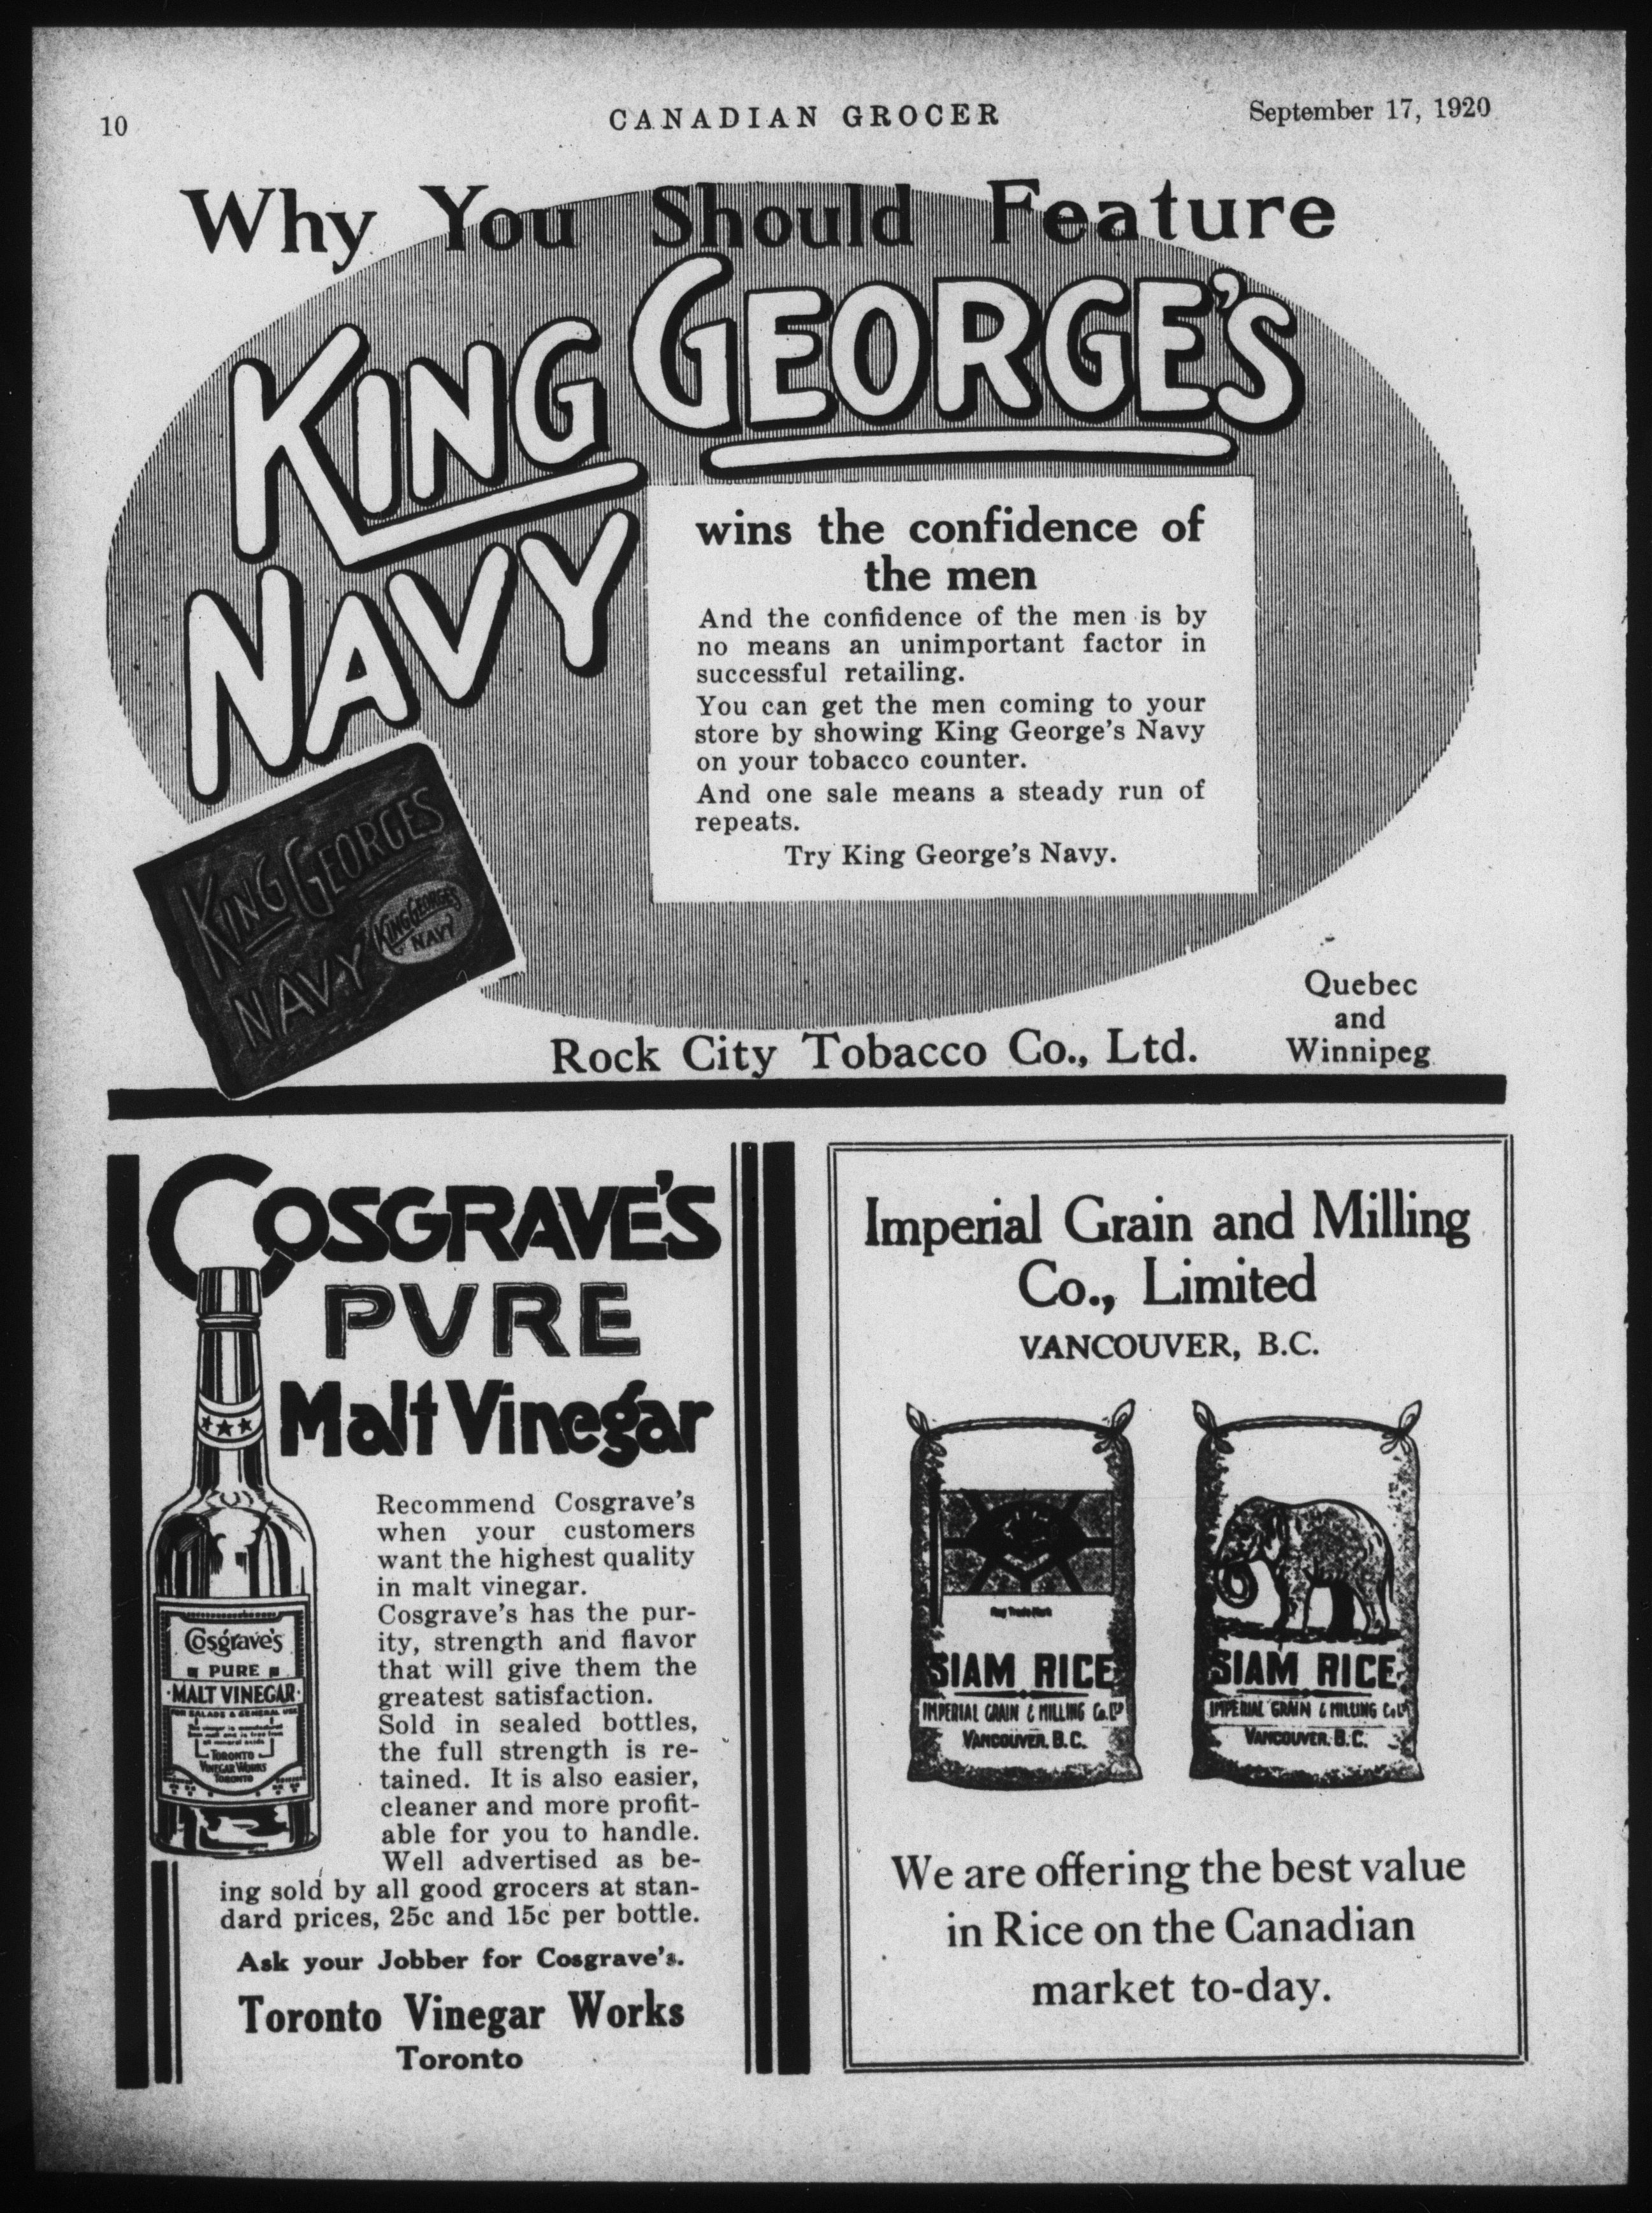 10
CANADIAN GROCER
September 17, 1920
Why You Should Feature
KING GEORGE'S
NAVY
wins the confidence of
the men
And the confidence of the men is by
no means an unimportant factor in
successful retailing.
You can get the men coming to your
store by showing King George's Navy
on your tobacco counter.
And one sale means a steady run of
repeats.
Try King George's Navy.
KING GEORGES
NAVY
KING GEORGE'S
NAVY
Rock City Tobacco Co., Ltd.
Quebec
and
Winnipeg
COSGRAVE'S
PVRE
Malt Vinegar
Recommend Cosgrave's
when your customers
want the highest quality
in malt vinegar.
Cosgrave's has the pur-
ity, strength and flavor
that will give them the
greatest satisfaction.
Sold in sealed bottles,
the full strength is re-
tained. It is also easier,
cleaner and more profit-
able for you to handle.
Well advertised as be-
ing sold by all good grocers at stan-
dard prices, 25c and 15c per bottle.
Ask your Jobber for Cosgrave's.
Toronto Vinegar Works
Toronto
Cosgrave's
PURE
MALT VINEGAR
FOR SALADS & GENERAL USE
TORONTO
VINEGAR WORKS
TORONTO
Imperial Grain and Milling
Co., Limited
VANCOUVER, B.C.
SIAM RICE
IMPERIAL GRAIN & MILLING Co. LTD
VANCOUVER. B.C.
SIAM RICE
IMPERIAL GRAIN & MILLING Co. LTD
VANCOUVER. B.C.
We are offering the best value
in Rice on the Canadian
market to-day.